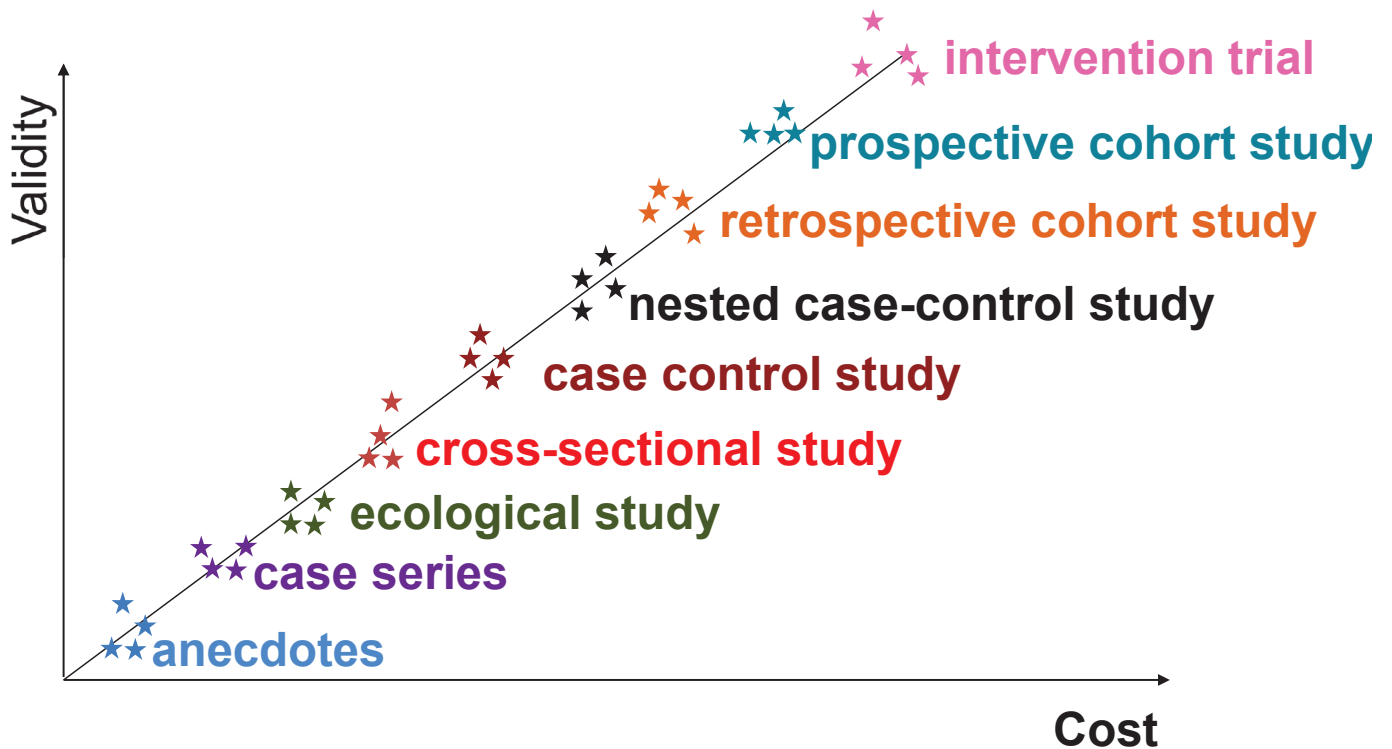 intervention trial
Validity
prospective cohort study
retrospective cohort study
nested case-control study
case control study
cross-sectional study
ecological study
case series
anecdotes
Cost